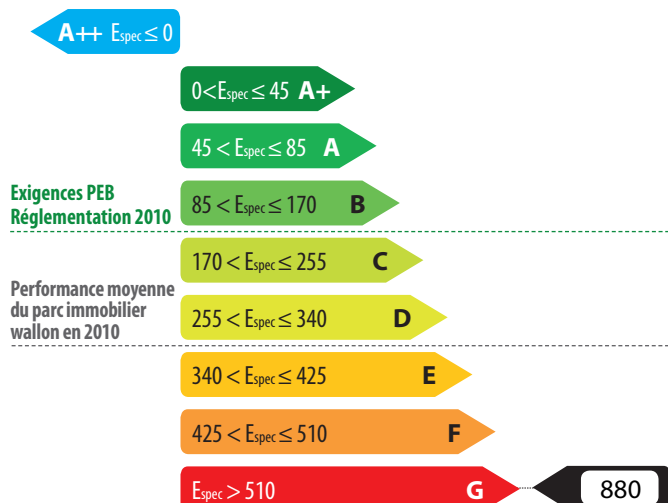 A++ Espec ≤ 0
0<Espec ≤ 45 A+
45 < Espec ≤ 85 A
Exigences PEB
Réglementation 2010
85 < Espec ≤ 170 B
170 < Espec ≤ 255 C
Performance moyenne
du parc immobilier
wallon en 2010
255 < Espec ≤ 340 D
340 < Espec ≤ 425 E
425 < Espec ≤ 510 F
Espec > 510 G
880